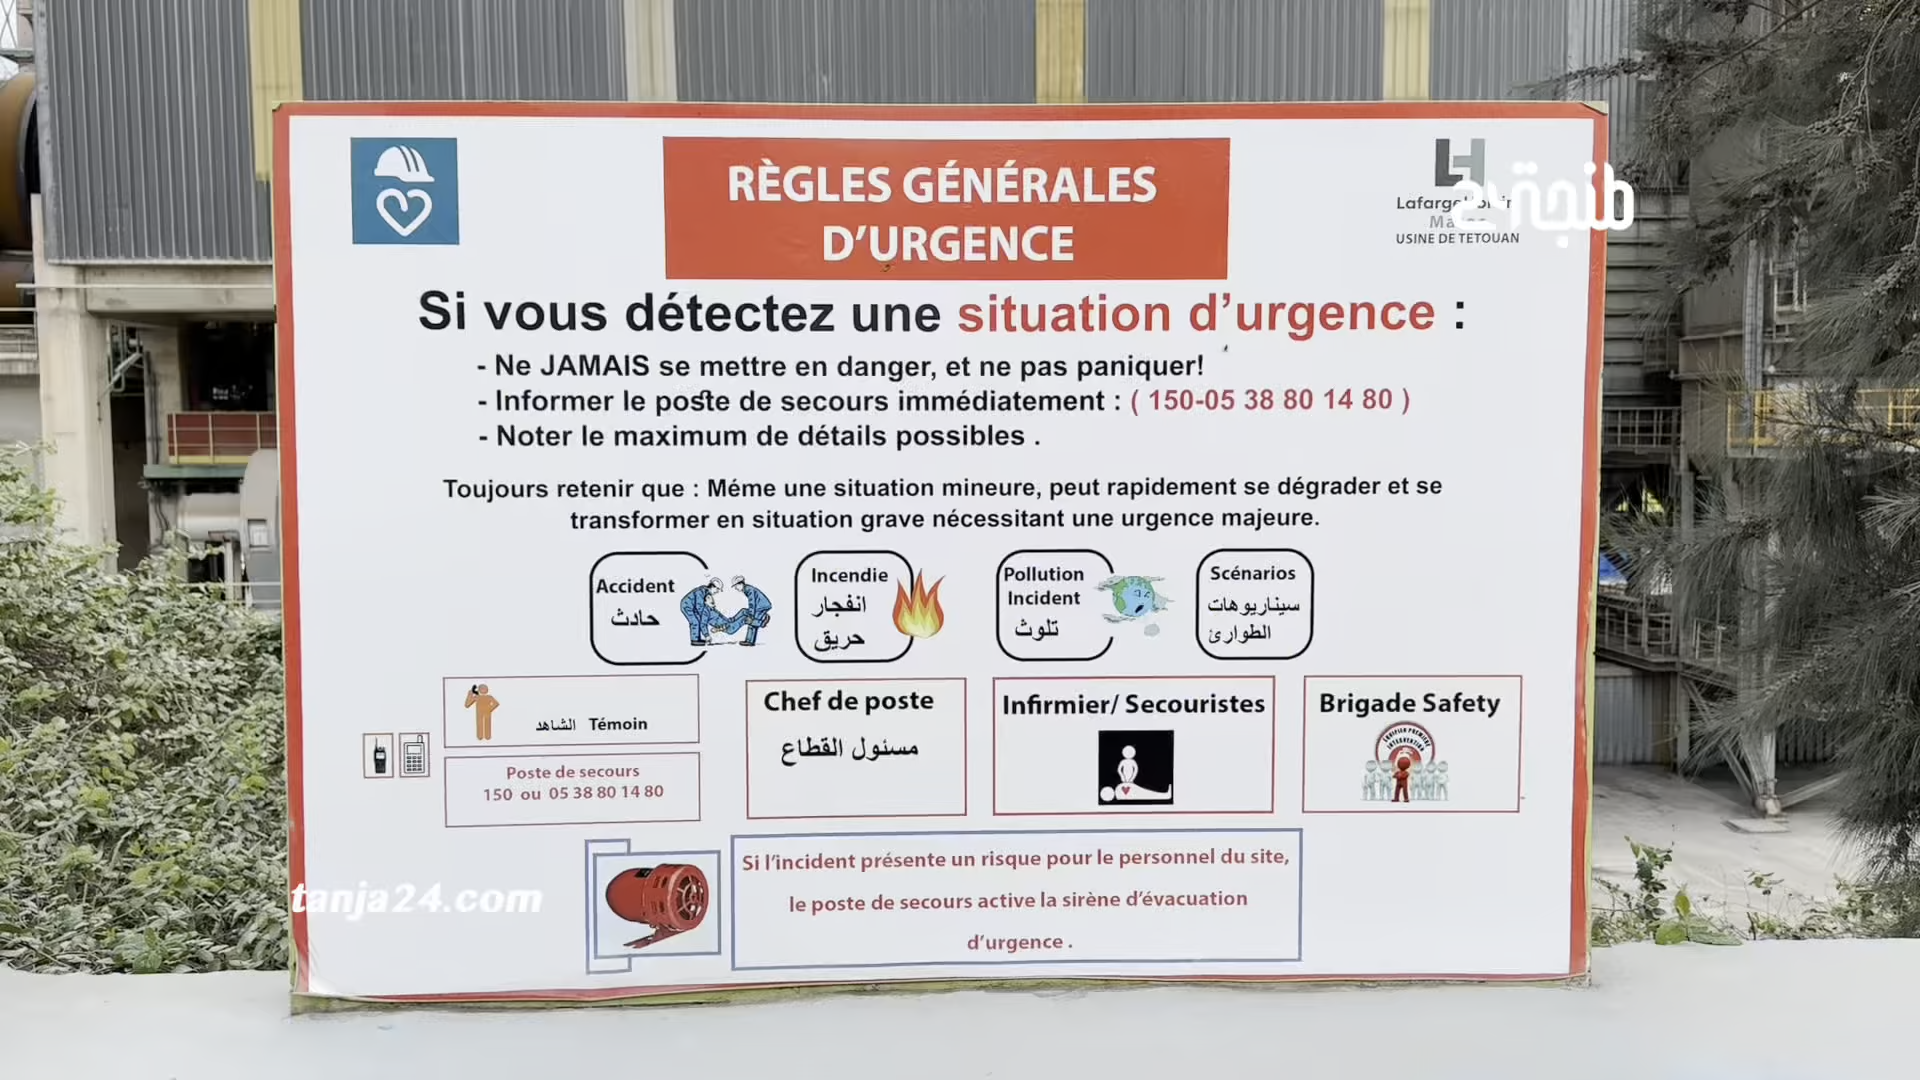 RÈGLES GÉNÉRALES
D'URGENCE
USINE DE TETOUAN
طنجة
Si vous détectez une situation d'urgence :
- Ne JAMAIS se mettre en danger, et ne pas paniquer!
- Informer le poste de secours immédiatement : ( 150-05 38 80 14 80 )
- Noter le maximum de détails possibles .
Toujours retenir que : Méme une situation mineure, peut rapidement se dégrader et se
transformer en situation grave nécessitant une urgence majeure.
Accident
حادث
Incendie
انفجار
حريق
Pollution
Incident
تلوث
Scénarios
سيناريوهات
الطوارئ
الشاهد Témoin
Poste de secours
150 ou 05 38 80 14 80
Chef de poste
مسئول القطاع
Infirmier/ Secouristes
Brigade Safety
EQUIPIER PREMIÈRE
INTERVENTION
Si l'incident présente un risque pour le personnel du site,
le poste de secours active la sirène d'évacuation
d'urgence .
tanja24.com